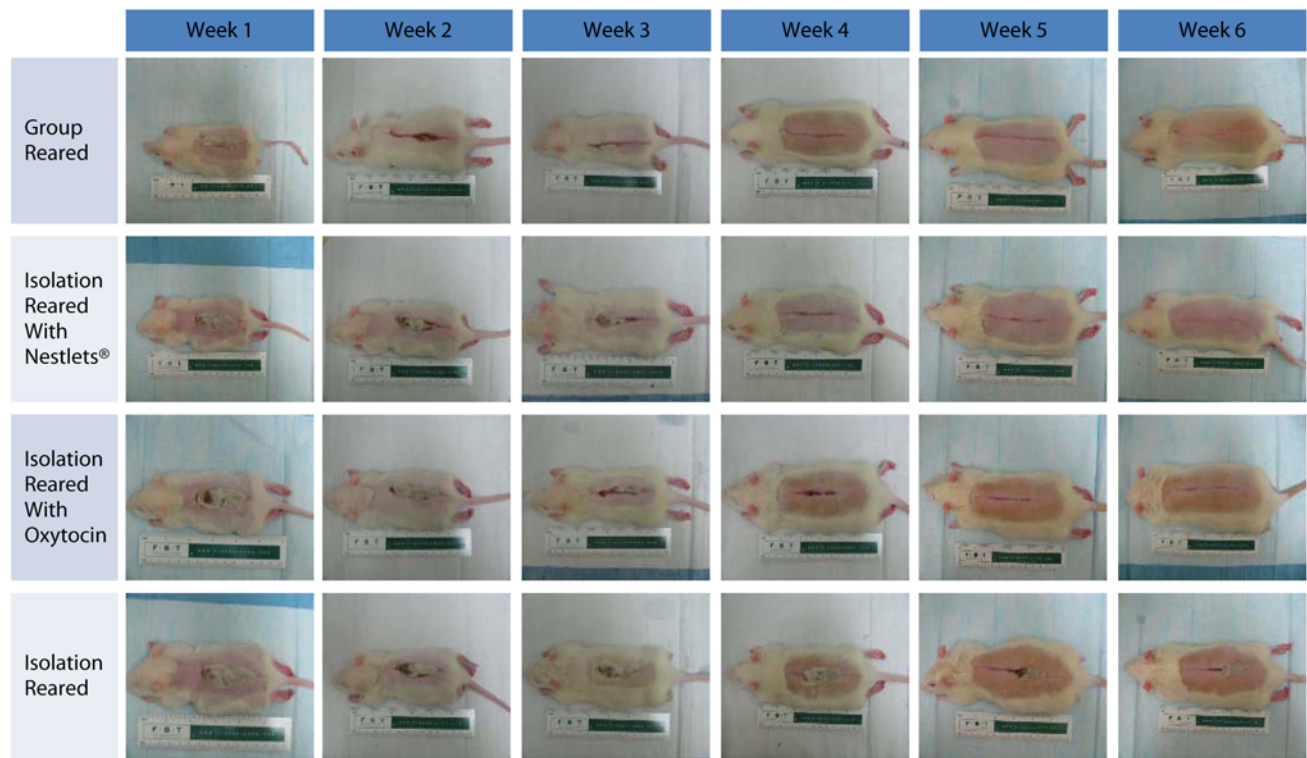 Week 1
Week 2
Week 3
Week 4
Week 5
Week 6
Group
Reared
Isolation
Reared
With
Nestlets®
Isolation
Reared
With
Oxytocin
Isolation
Reared
FBT